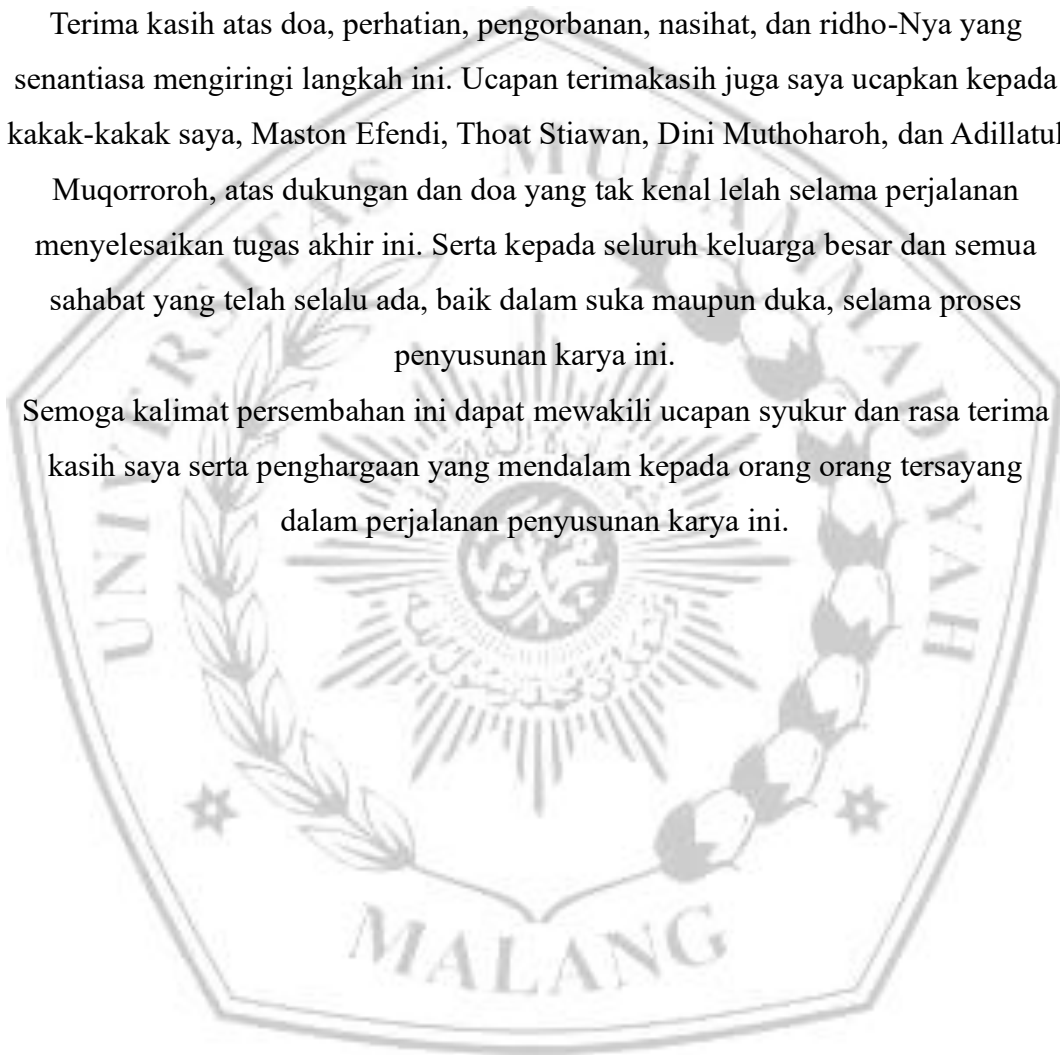 Terima kasih atas doa, perhatian, pengorbanan, nasihat, dan ridho-Nya yang
senantiasa mengiringi langkah ini. Ucapan terimakasih juga saya ucapkan kepada
kakak-kakak saya, Maston Efendi, Thoat Stiawan, Dini Muthoharoh, dan Adillatul
Muqorroroh, atas dukungan dan doa yang tak kenal lelah selama perjalanan
menyelesaikan tugas akhir ini. Serta kepada seluruh keluarga besar dan semua
sahabat yang telah selalu ada, baik dalam suka maupun duka, selama proses
penyusunan karya ini.
Semoga kalimat persembahan ini dapat mewakili ucapan syukur dan rasa terima
kasih saya serta penghargaan yang mendalam kepada orang orang tersayang
dalam perjalanan penyusunan karya ini.
UNIVERSITAS MUHAMMADIYAH
MALANG